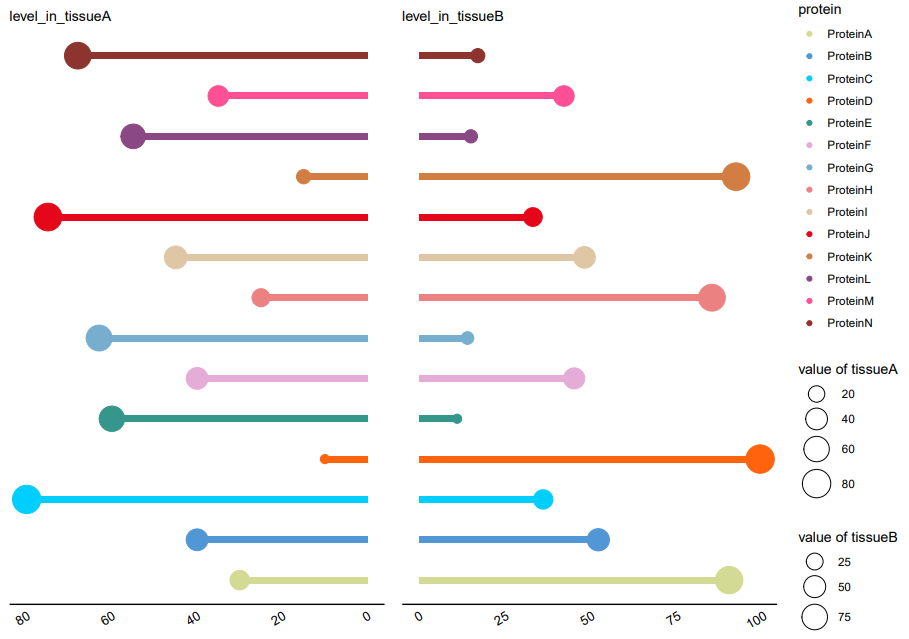 level_in_tissueA
level_in_tissueB
80
60
40
20
0
0
25
50
75
100
protein
ProteinA
ProteinB
ProteinC
ProteinD
ProteinE
ProteinF
ProteinG
ProteinH
ProteinI
ProteinJ
ProteinK
ProteinL
ProteinM
ProteinN
value of tissueA
20
40
60
80
value of tissueB
25
50
75